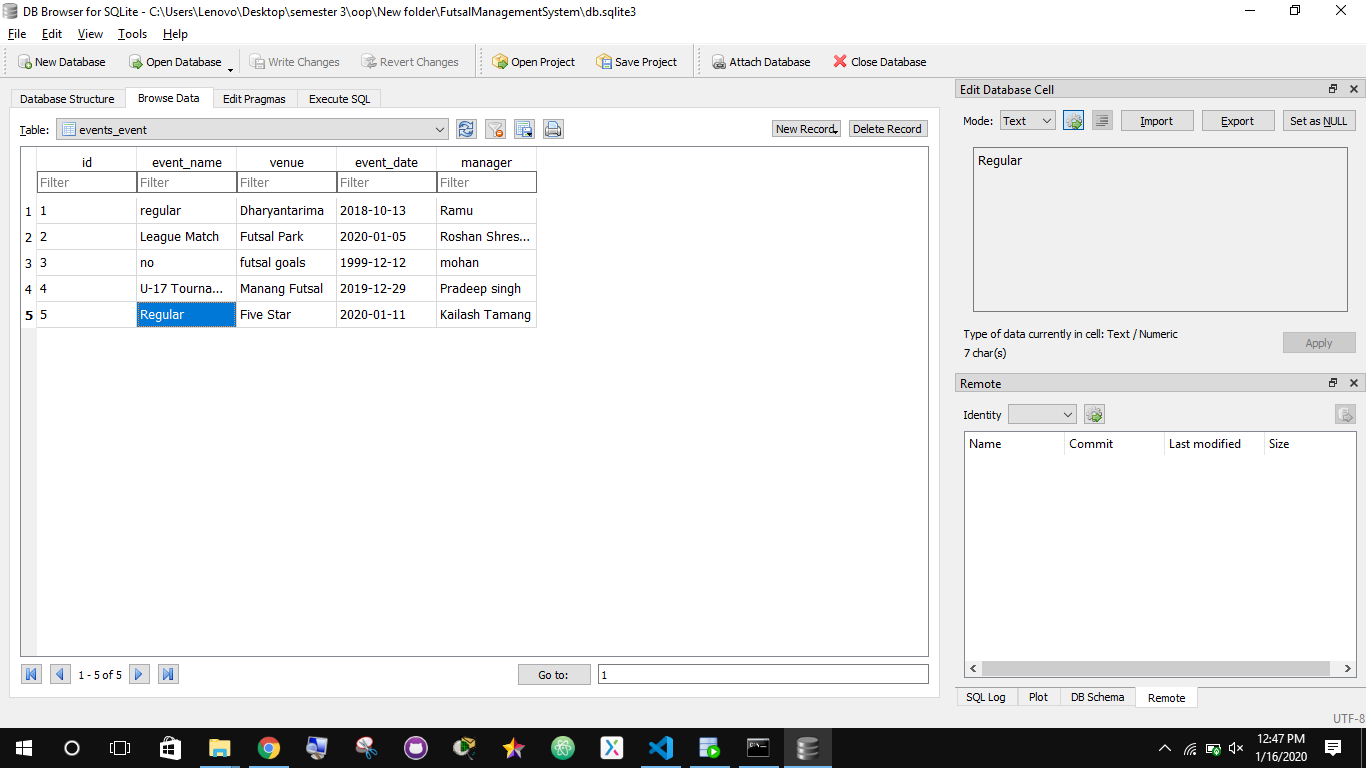 DB Browser for SQLite - C:\Users\Lenovo\Desktop\semester 3\oop\New folder\FutsalManagementSystem\db.sqlite3
File Edit View Tools Help
New Database Open Database Write Changes Revert Changes Open Project Save Project Attach Database Close Database
Database Structure Browse Data Edit Pragmas Execute SQL
Table: events_event New Record Delete Record
id event_name venue event_date manager
Filter Filter Filter Filter Filter
1 1 regular Dharyantarima 2018-10-13 Ramu
2 2 League Match Futsal Park 2020-01-05 Roshan Shres...
3 3 no futsal goals 1999-12-12 mohan
4 4 U-17 Tourna... Manang Futsal 2019-12-29 Pradeep singh
5 5 Regular Five Star 2020-01-11 Kailash Tamang
1 - 5 of 5 Go to: 1
Edit Database Cell
Mode: Text Import Export Set as NULL
Regular
Type of data currently in cell: Text / Numeric
7 char(s)
Apply
Remote
Identity
Name Commit Last modified Size
SQL Log Plot DB Schema Remote
UTF-8
12:47 PM
1/16/2020